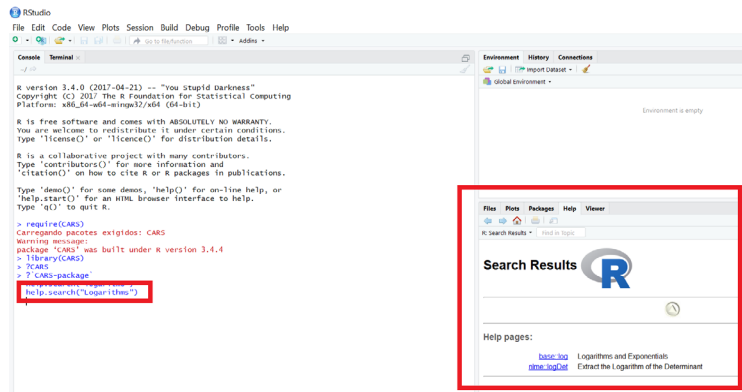 RStudio
File Edit Code View Plots Session Build Debug Profile Tools Help
Go to file/function Addins
Console Terminal
~/
R version 3.4.0 (2017-04-21) -- "You Stupid Darkness"
Copyright (C) 2017 The R Foundation for Statistical Computing
Platform: x86_64-w64-mingw32/x64 (64-bit)
R is free software and comes with ABSOLUTELY NO WARRANTY.
You are welcome to redistribute it under certain conditions.
Type 'license()' or 'licence()' for distribution details.
R is a collaborative project with many contributors.
Type 'contributors()' for more information and
'citation()' on how to cite R or R packages in publications.
Type 'demo()' for some demos, 'help()' for on-line help, or
'help.start()' for an HTML browser interface to help.
Type 'q()' to quit R.
> require(CARS)
Carregando pacotes exigidos: CARS
Warning message:
package ‘CARS’ was built under R version 3.4.4
> library(CARS)
> ?CARS
> ?`CARS-package`
help.search("Logarithms")
Environment History Connections
Import Dataset
Global Environment
Environment is empty
Files Plots Packages Help Viewer
R: Search Results Find in Topic
Search Results R
Help pages:
base::log Logarithms and Exponentials
nlme::logDet Extract the Logarithm of the Determinant